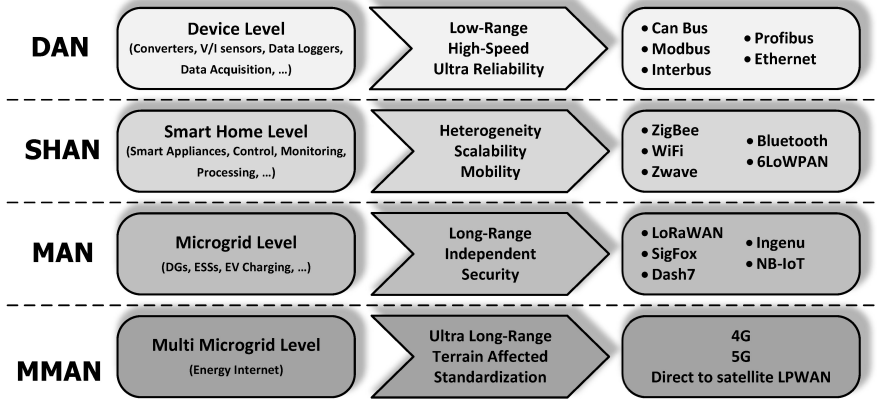 DAN
Device Level
(Converters, V/I sensors, Data Loggers,
Data Acquisition, ...)
Low-Range
High-Speed
Ultra Reliability
• Can Bus
• Modbus
• Interbus
• Profibus
• Ethernet
SHAN
Smart Home Level
(Smart Appliances, Control, Monitoring,
Processing, ...)
Heterogeneity
Scalability
Mobility
• ZigBee
• WiFi
• Zwave
• Bluetooth
• 6LoWPAN
MAN
Microgrid Level
(DGs, ESSs, EV Charging, ...)
Long-Range
Independent
Security
• LoRaWAN
• SigFox
• Dash7
• Ingenu
• NB-IoT
MMAN
Multi Microgrid Level
(Energy Internet)
Ultra Long-Range
Terrain Affected
Standardization
4G
5G
Direct to satellite LPWAN